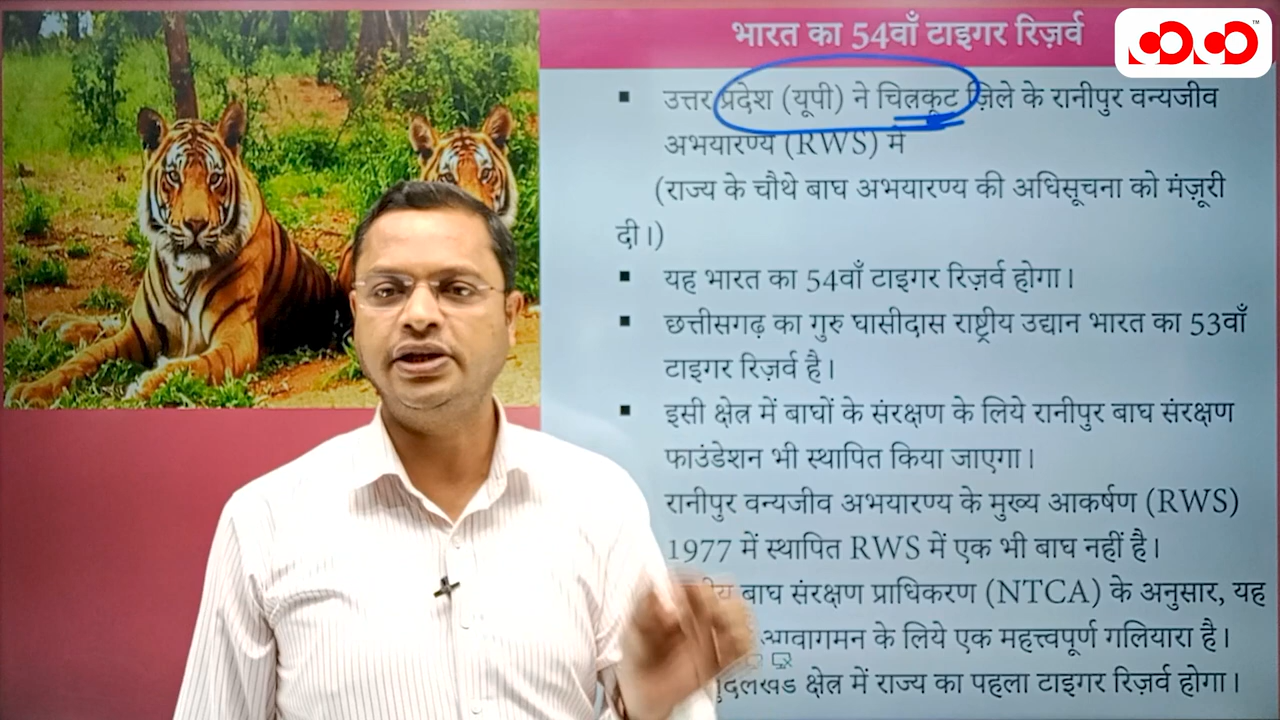 भारत का 54वाँ टाइगर रिज़र्व
उत्तर प्रदेश (यूपी) ने चित्रकूट ज़िले के रानीपुर वन्यजीव
अभयारण्य (RWS) में
(राज्य के चौथे बाघ अभयारण्य की अधिसूचना को मंज़ूरी
दी।)
यह भारत का 54वाँ टाइगर रिज़र्व होगा।
छत्तीसगढ़ का गुरु घासीदास राष्ट्रीय उद्यान भारत का 53वाँ
टाइगर रिज़र्व है।
इसी क्षेत्र में बाघों के संरक्षण के लिये रानीपुर बाघ संरक्षण
फाउंडेशन भी स्थापित किया जाएगा।
रानीपुर वन्यजीव अभयारण्य के मुख्य आकर्षण (RWS)
1977 में स्थापित RWS में एक भी बाघ नहीं है।
बाघ संरक्षण प्राधिकरण (NTCA) के अनुसार, यह
आवागमन के लिये एक महत्त्वपूर्ण गलियारा है।
क्षेत्र में राज्य का पहला टाइगर रिज़र्व होगा।